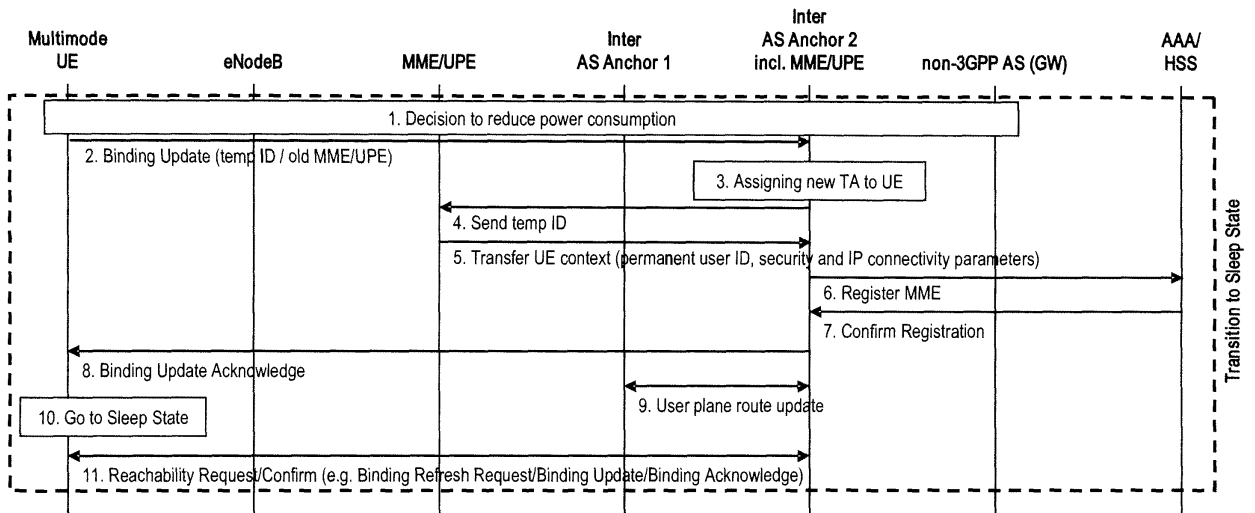 Multimode
UE
eNodeB
MME/UPE
Inter
AS Anchor 1
Inter
AS Anchor 2
incl. MME/UPE
non-3GPP AS (GW)
AAA/
HSS
1. Decision to reduce power consumption
2. Binding Update (temp ID / old MME/UPE)
3. Assigning new TA to UE
4. Send temp ID
5. Transfer UE context (permanent user ID, security and IP connectivity parameters)
6. Register MME
7. Confirm Registration
8. Binding Update Acknowledge
9. User plane route update
10. Go to Sleep State
11. Reachability Request/Confirm (e.g. Binding Refresh Request/Binding Update/Binding Acknowledge)
Transition to Sleep State